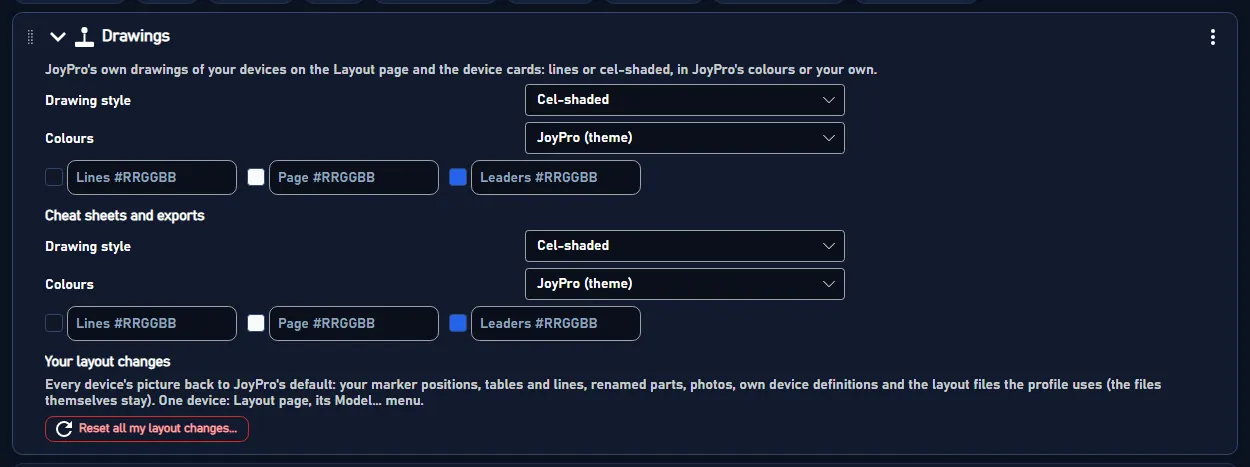 Drawings
JoyPro's own drawings of your devices on the Layout page and the device cards: lines or cel-shaded, in JoyPro's colours or your own.
Drawing style
Cel-shaded
Colours
JoyPro (theme)
Lines #RRGGBB
Page #RRGGBB
Leaders #RRGGBB
Cheat sheets and exports
Drawing style
Cel-shaded
Colours
JoyPro (theme)
Lines #RRGGBB
Page #RRGGBB
Leaders #RRGGBB
Your layout changes
Every device's picture back to JoyPro's default: your marker positions, tables and lines, renamed parts, photos, own device definitions and the layout files the profile uses (the files
themselves stay). One device: Layout page, its Model... menu.
Reset all my layout changes...